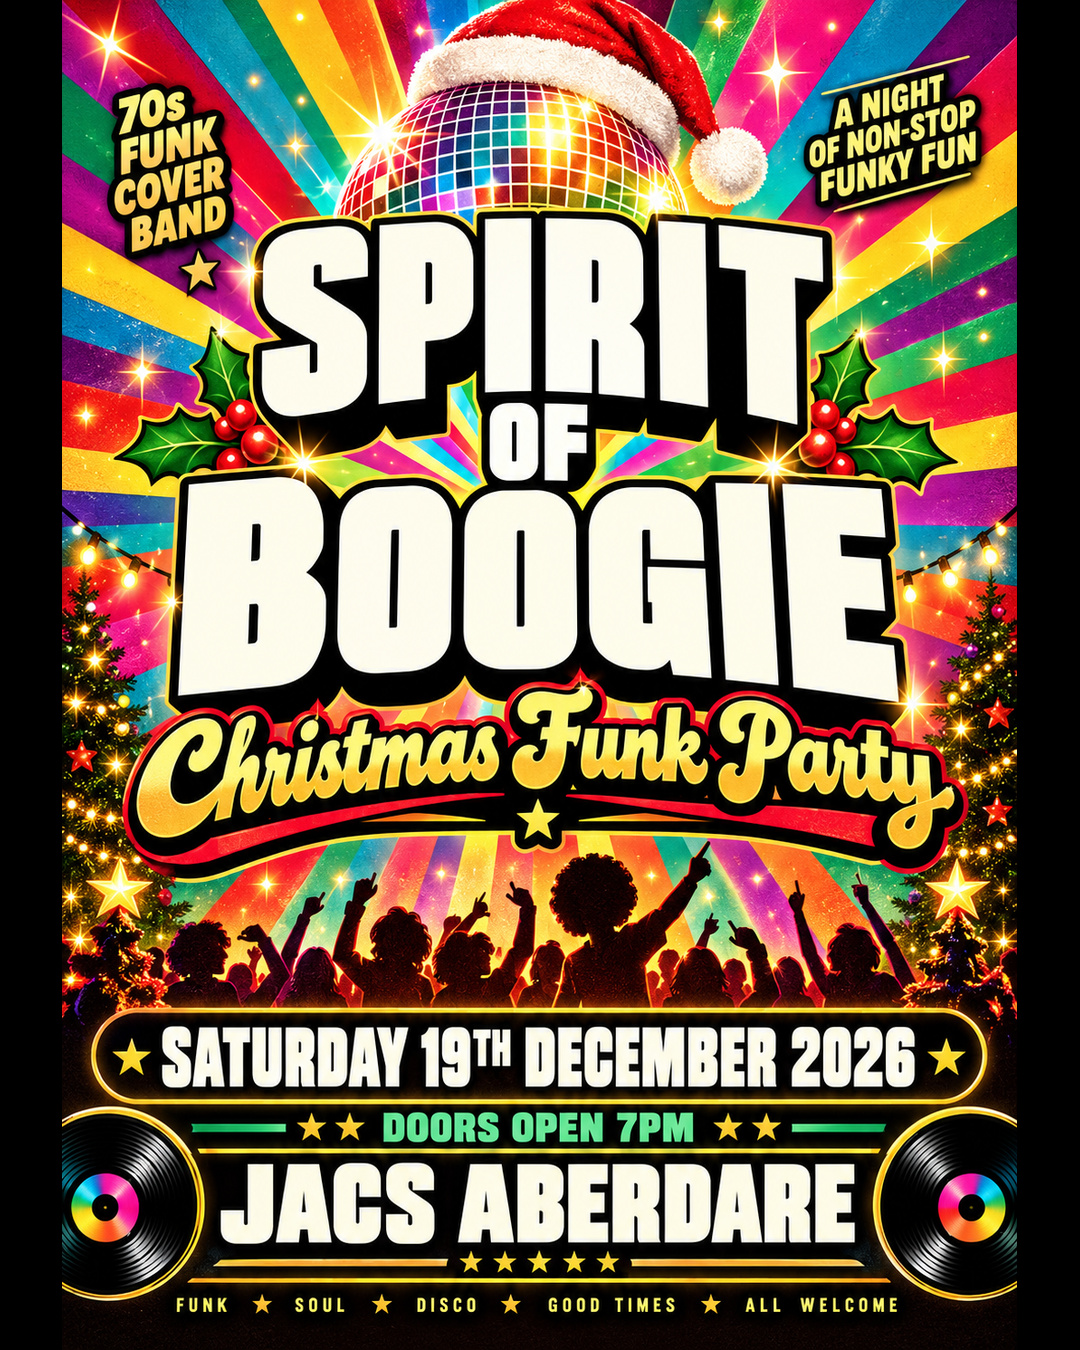 70s
FUNK
COVER
BAND
A NIGHT
OF NON-STOP
FUNKY FUN
SPIRIT
OF
BOOGIE
Christmas Funk Party
SATURDAY 19TH DECEMBER 2026
DOORS OPEN 7PM
JACS ABERDARE
FUNK ★ SOUL ★ DISCO ★ GOOD TIMES ★ ALL WELCOME